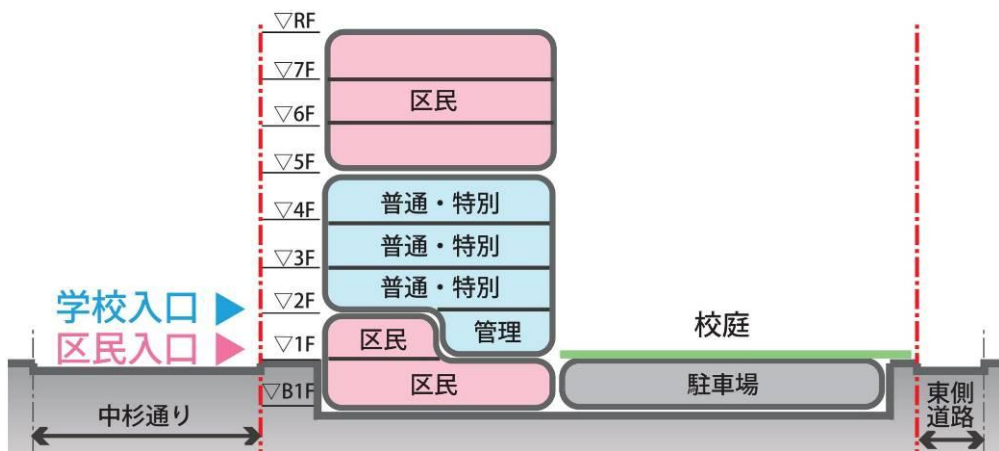 ▽RF
▽7F
区民
▽6F
▽5F
普通・特別
▽4F
普通・特別
▽3F
普通・特別
▽2F
学校入口 ▶
管理
校庭
区民入口 ▶
▽1F
区民
区民
駐車場
▽B1F
中杉通り
東側
道路